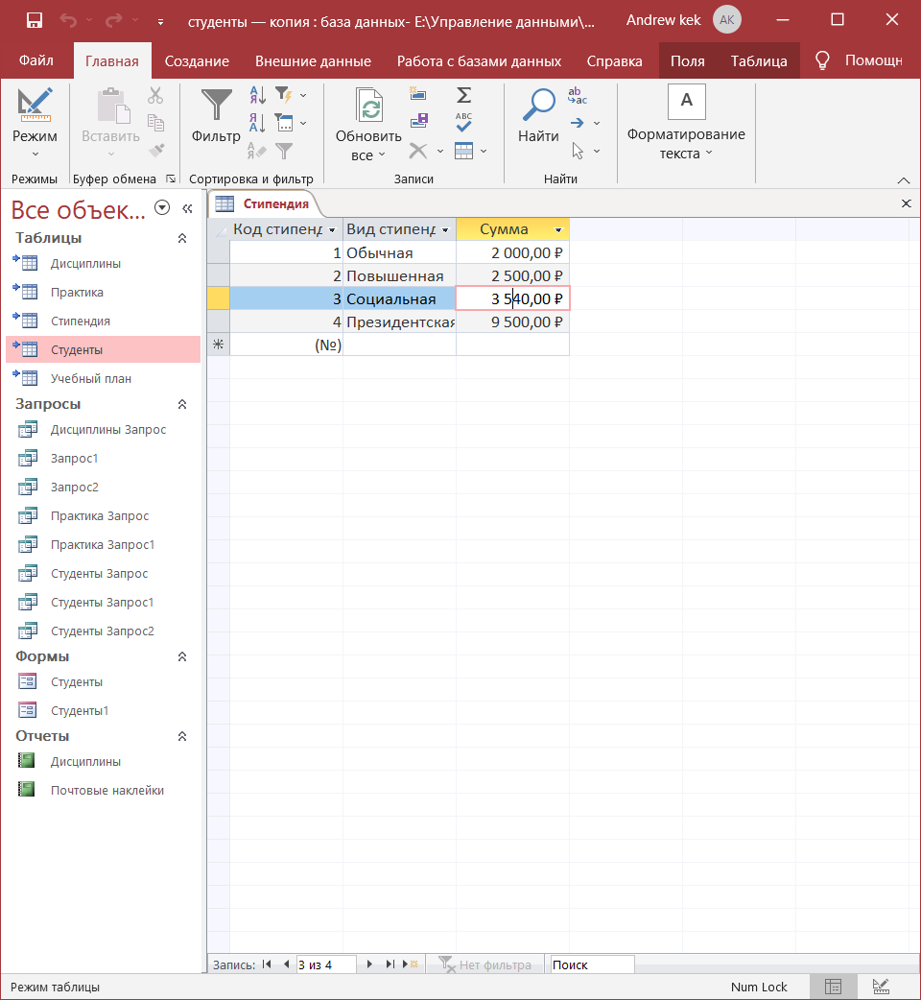 студенты — копия : база данных- E:\Управление данными\...
Andrew kek
AK
Файл Главная Создание Внешние данные Работа с базами данных Справка Поля Таблица Помощн
Режим
Вставить
Фильтр
Обновить все
Найти
Форматирование текста
Режимы
Буфер обмена
Сортировка и фильтр
Записи
Найти
Все объек...
Таблицы
Дисциплины
Практика
Стипендия
Студенты
Учебный план
Запросы
Дисциплины Запрос
Запрос1
Запрос2
Практика Запрос
Практика Запрос1
Студенты Запрос
Студенты Запрос1
Студенты Запрос2
Формы
Студенты
Студенты1
Отчеты
Дисциплины
Почтовые наклейки
Стипендия
Код стипенд Вид стипенд Сумма
1 Обычная 2 000,00 ₽
2 Повышенная 2 500,00 ₽
3 Социальная 3 540,00 ₽
4 Президентская 9 500,00 ₽
(№)
Запись: 3 из 4 Нет фильтра Поиск
Режим таблицы
Num Lock